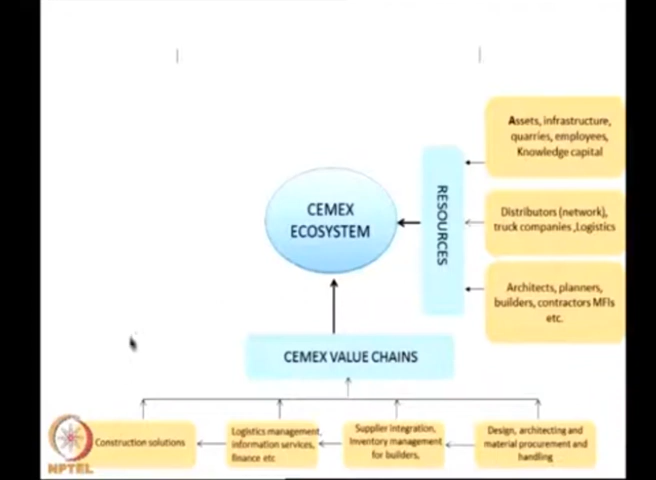 Assets, infrastructure,
quarries, employees,
Knowledge capital
CEMEX
ECOSYSTEM
RESOURCES
Distributors (network),
truck companies ,Logistics
Architects, planners,
builders, contractors MFIs
etc.
CEMEX VALUE CHAINS
Construction solutions
Logistics management,
information services,
finance etc
Supplier integration,
Inventory management
for builders.
Design, architecting and
material procurement and
handling
NPTEL